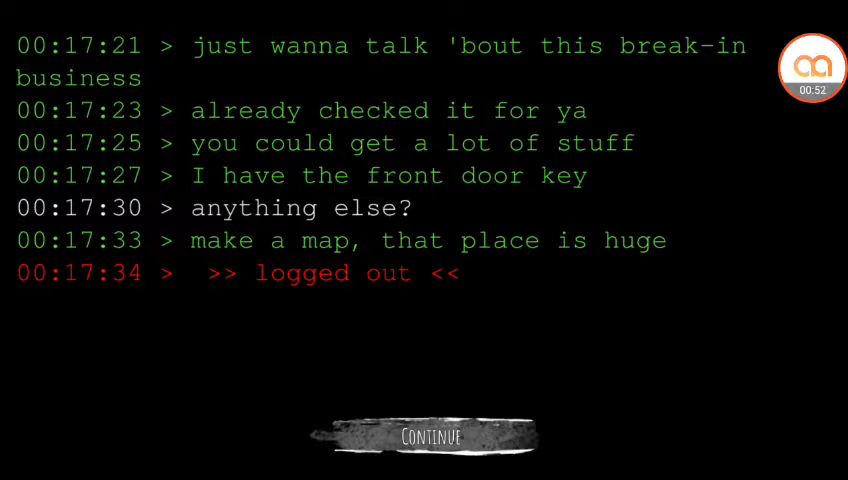 00:17:21 > just wanna talk 'bout this break-in
business
00:17:23 > already checked it for ya
00:17:25 > you could get a lot of stuff
00:17:27 > I have the front door key
00:17:30 > anything else?
00:17:33 > make a map, that place is huge
00:17:34 >  >> logged out <<
00:52
Continue